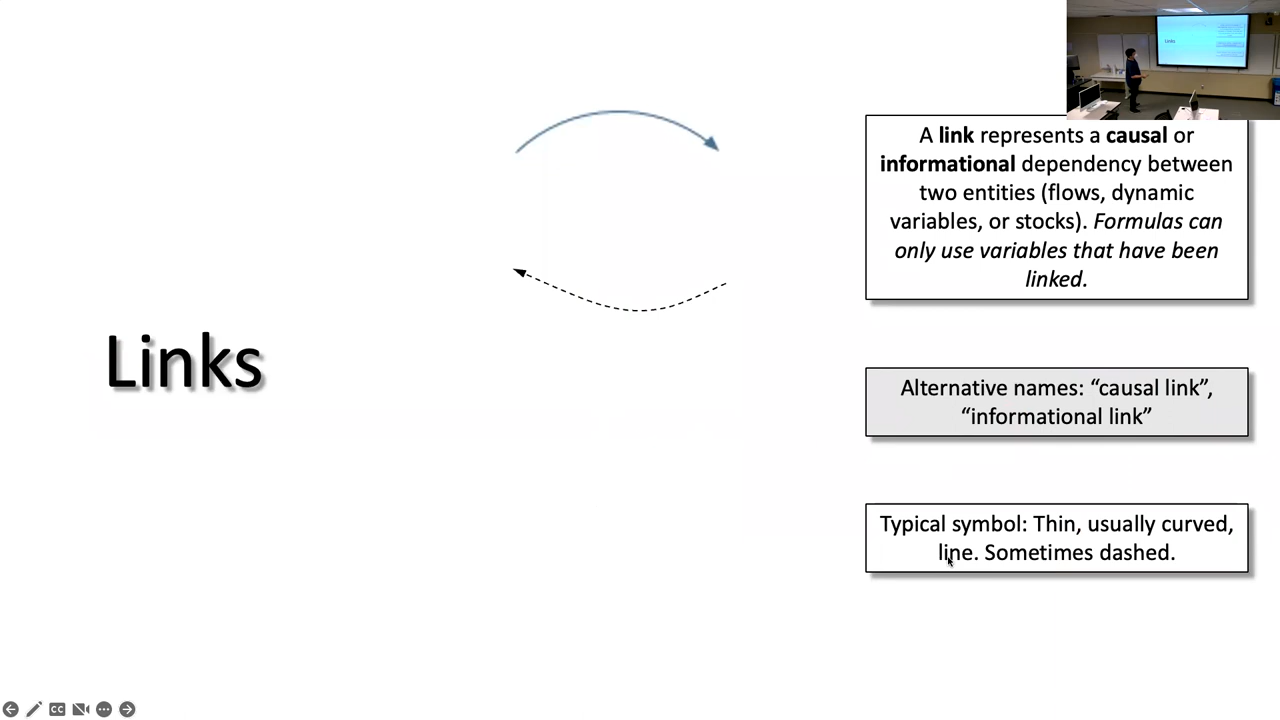 Links
A link represents a causal or
informational dependency between
two entities (flows, dynamic
variables, or stocks). Formulas can
only use variables that have been
linked.
Alternative names: “causal link”,
“informational link”
Typical symbol: Thin, usually curved,
line. Sometimes dashed.
CC
Links